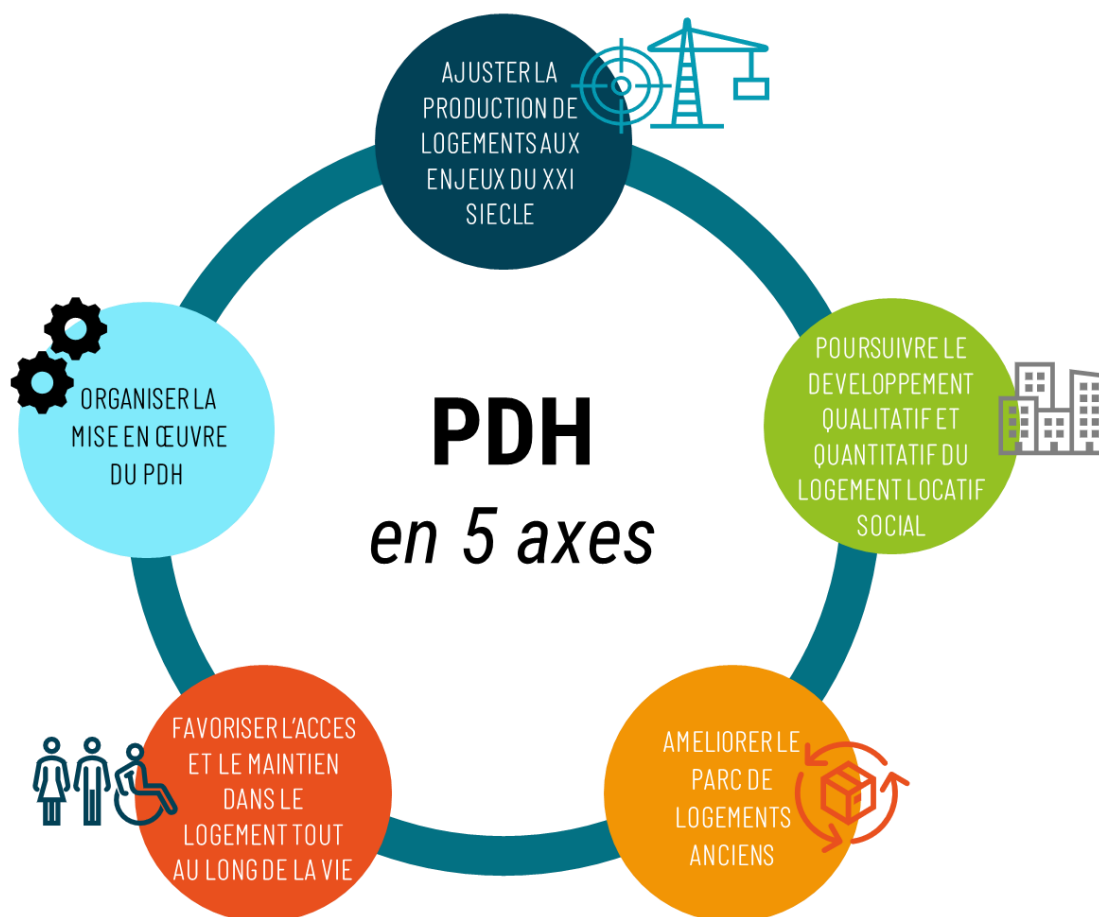 AJUSTER LA
PRODUCTION DE
LOGEMENTS AUX
ENJEUX DU XXI
SIECLE
POURSUIVRE LE
DEVELOPPEMENT
QUALITATIF ET
QUANTITATIF DU
LOGEMENT LOCATIF
SOCIAL
ORGANISER LA
MISE EN ŒUVRE
DU PDH
PDH
en 5 axes
FAVORISER L'ACCES
ET LE MAINTIEN
DANS LE
LOGEMENT TOUT
AU LONG DE LA VIE
AMELIORER LE
PARC DE
LOGEMENTS
ANCIENS